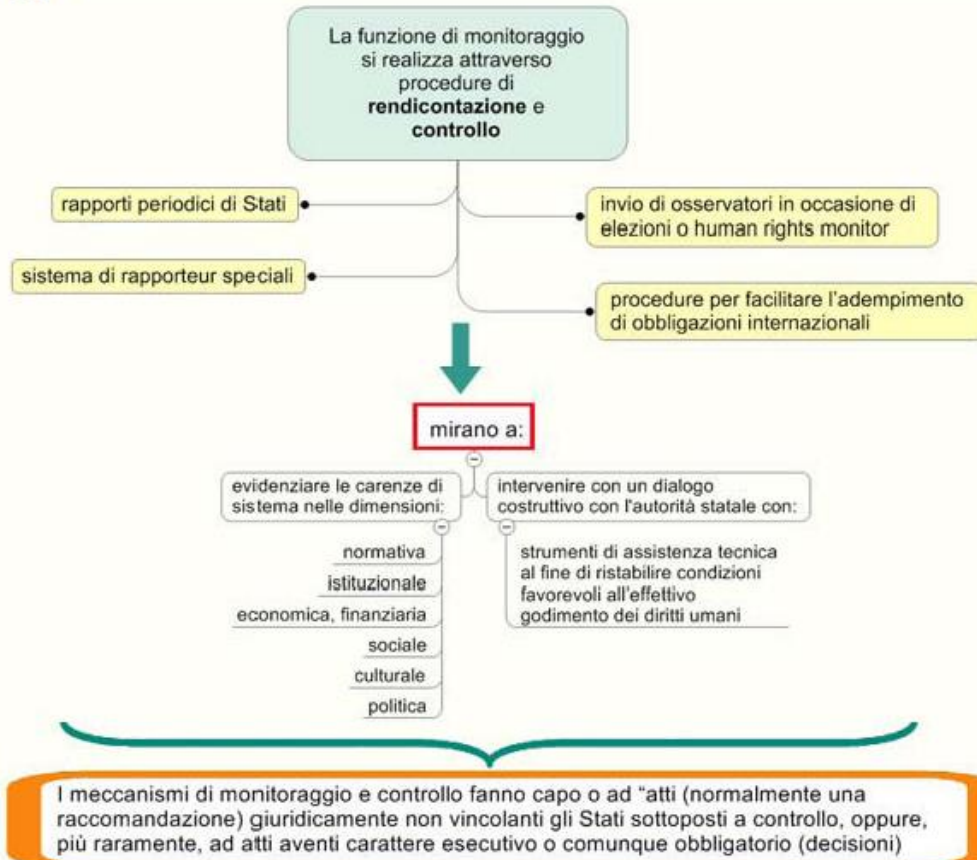 La funzione di monitoraggio
si realizza attraverso
procedure di
rendicontazione e
controllo
rapporti periodici di Stati
invio di osservatori in occasione di
elezioni o human rights monitor
sistema di rapporteur speciali
procedure per facilitare l'adempimento
di obbligazioni internazionali
mirano a:
evidenziare le carenze di
sistema nelle dimensioni:
normativa
istituzionale
economica, finanziaria
sociale
culturale
politica
intervenire con un dialogo
costruttivo con l'autorità statale con:
strumenti di assistenza tecnica
al fine di ristabilire condizioni
favorevoli all'effettivo
godimento dei diritti umani
I meccanismi di monitoraggio e controllo fanno capo o ad “atti (normalmente una
raccomandazione) giuridicamente non vincolanti gli Stati sottoposti a controllo, oppure,
più raramente, ad atti aventi carattere esecutivo o comunque obbligatorio (decisioni)